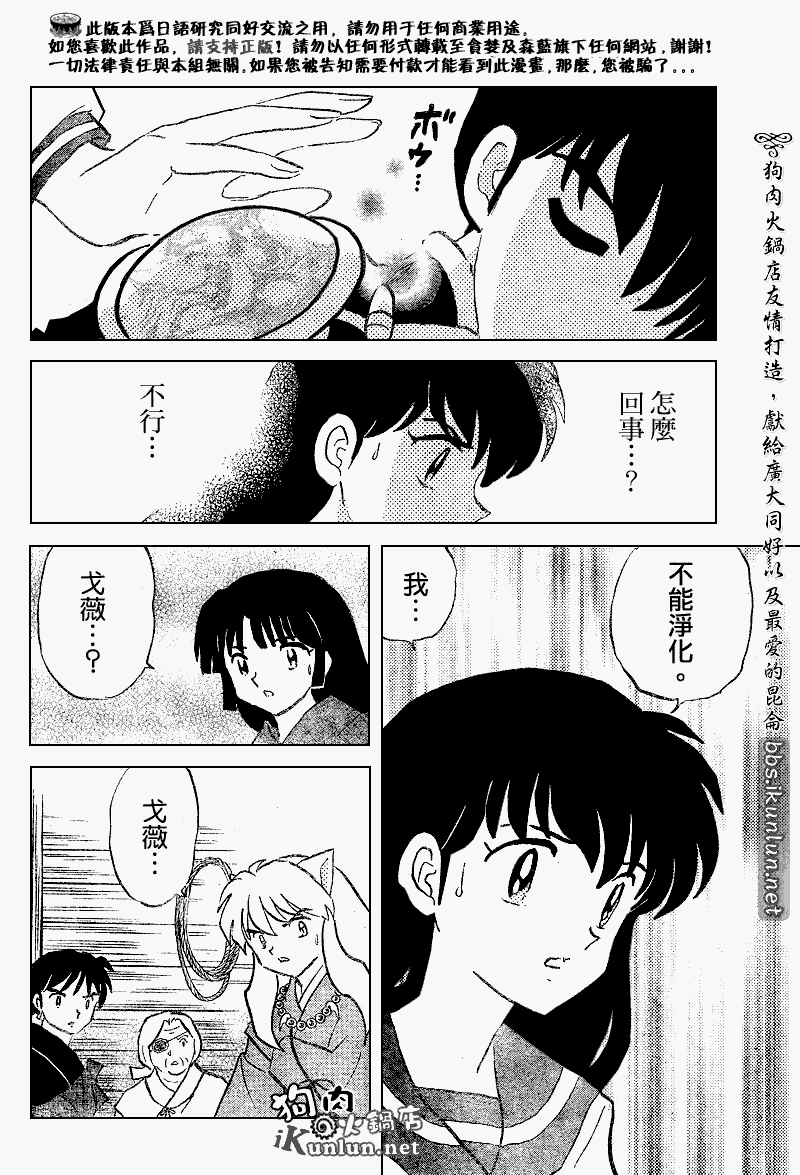 此版本爲日語研究同好交流之用，請勿用于任何商業用途。
如您喜歡此作品，請支持正版！請勿以任何形式轉載至貪婪及森藍旗下任何網站，謝謝！
一切法律責任與本組無關。如果您被告知需要付款才能看到此漫畫，那麼，您被騙了。。。
ボウ…
怎麼
回事…？
不行…
不能淨化。
我…
戈薇…？
戈薇…
狗肉火鍋店友情打造，獻給廣大同好以及最愛的昆侖
bbs.ikunlun.net
狗肉
火鍋店
iKunlun.net